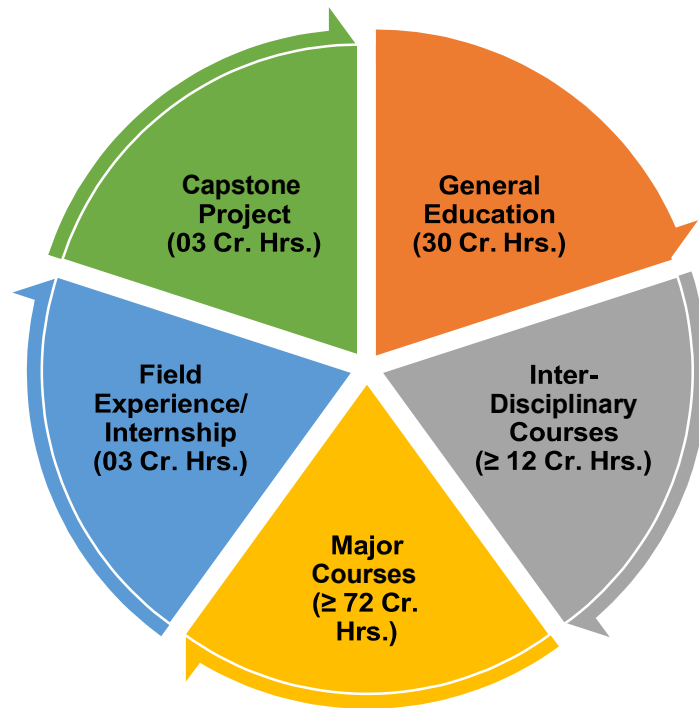 Capstone
Project
(03 Cr. Hrs.)
General
Education
(30 Cr. Hrs.)
Field
Experience/
Internship
(03 Cr. Hrs.)
Inter-
Disciplinary
Courses
(≥ 12 Cr. Hrs.)
Major
Courses
(≥ 72 Cr.
Hrs.)